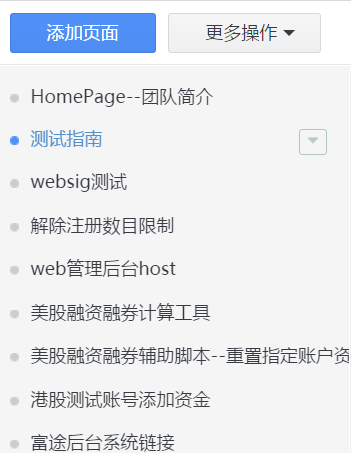 添加页面
更多操作
HomePage--团队简介
测试指南
websig测试
解除注册数目限制
web管理后台host
美股融资融券计算工具
美股融资融券辅助脚本--重置指定账户资
港股测试账号添加资金
富途后台系统链接